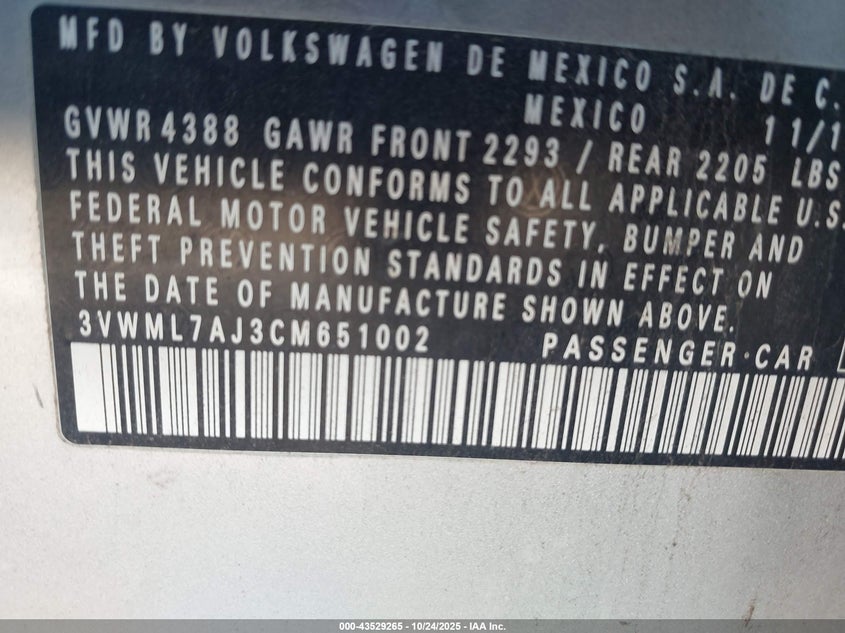 MFD BY VOLKSWAGEN DE MEXICO S.A. DE C.
MEXICO 11/1
GVWR 4388 GAWR FRONT 2293 / REAR 2205 LBS
THIS VEHICLE CONFORMS TO ALL APPLICABLE U.S.
FEDERAL MOTOR VEHICLE SAFETY, BUMPER AND
THEFT PREVENTION STANDARDS IN EFFECT ON
THE DATE OF MANUFACTURE SHOWN ABOVE.
3VWML7AJ3CM651002 PASSENGER·CAR
000-43529265 - 10/24/2025 - IAA Inc.